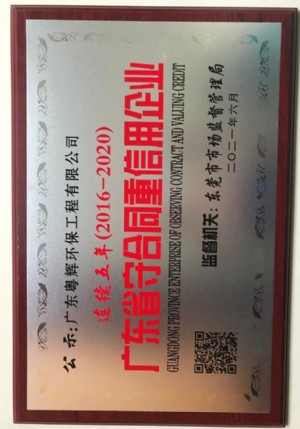 公示:广东粤辉环保工程有限公司
连续五年(2016-2020)
广东省守合同重信用企业
GUANGDONG PROVINCE ENTERPRISE OF OBSERVING CONTRACT AND VALUING CREDIT
监督机关:东莞市市场监督管理局
二〇二一年六月